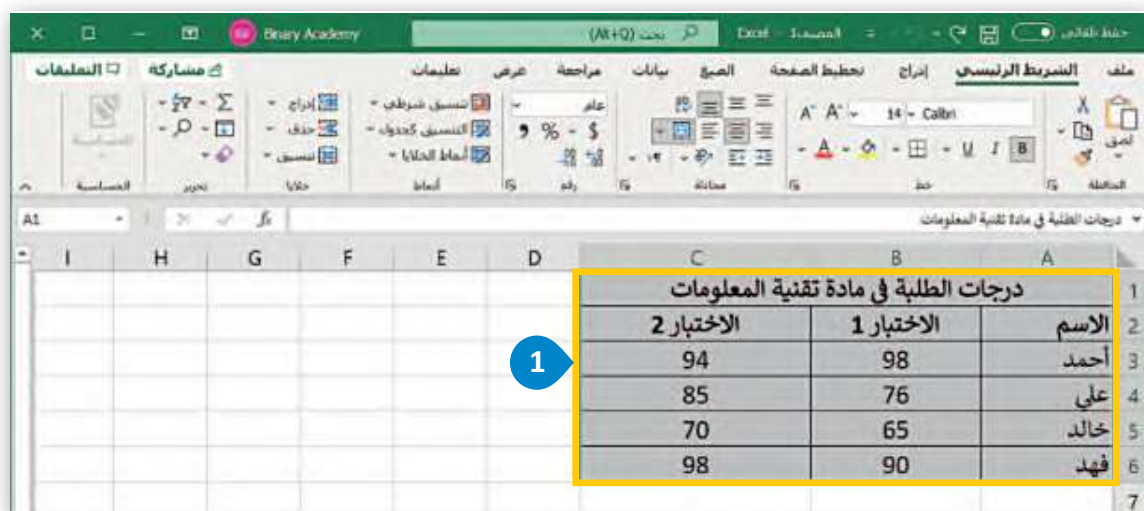 حفظ تلقائي Excel - المصنف1 بحث (Alt+Q) Binary Academy
ملف الشريط الرئيسي إدراج تخطيط الصفحة الصيغ بيانات مراجعة عرض تعليمات مشاركة التعليقات
لصق Calibri 14 A A عام تنسيق شرطي إدراج Σ
B I U A $ % 9 التنسيق كجدول حذف
أنماط الخلايا تنسيق الحساسية
الحافظة خط محاذاة رقم أنماط خلايا تحرير الحساسية
A1 fx درجات الطلبة في مادة تقنية المعلومات
A B C D E F G H I
1 درجات الطلبة في مادة تقنية المعلومات
2 الاسم الاختبار 1 الاختبار 2
3 أحمد 98 94
1
4 علي 76 85
5 خالد 65 70
6 فهد 90 98
7